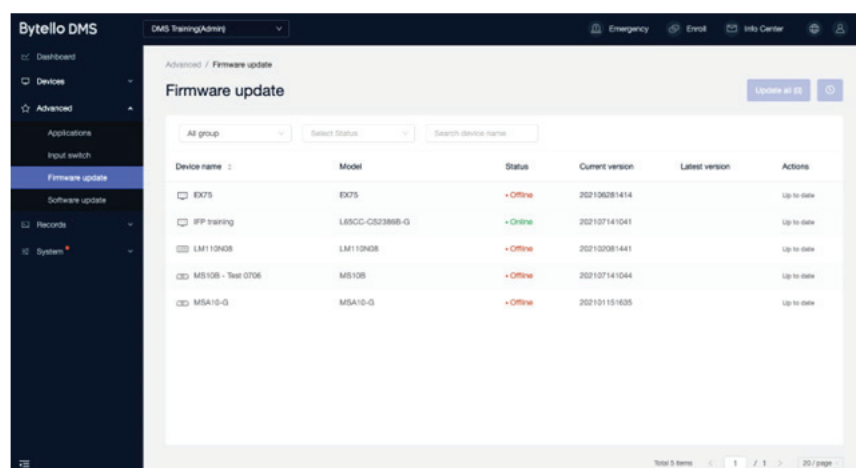 Bytello DMS
DMS Training(Admin)
Emergency
Enroll
Info Center
Dashboard
Devices
Advanced
Applications
Input switch
Firmware update
Software update
Records
System
Advanced / Firmware update
Firmware update
Update all (0)
All group
Select Status
Search device name
Device name Model Status Current version Latest version Actions
EX75 EX75 Offline 202106281414 Up to date
IFP training L65CC-C52386B-G Online 202107141041 Up to date
LM110N08 LM110N08 Offline 202102081441 Up to date
MS10B - Test 0706 MS10B Offline 202107141044 Up to date
MSA10-G MSA10-G Offline 202101151635 Up to date
Total 5 items < 1 / 1 > 20 / page